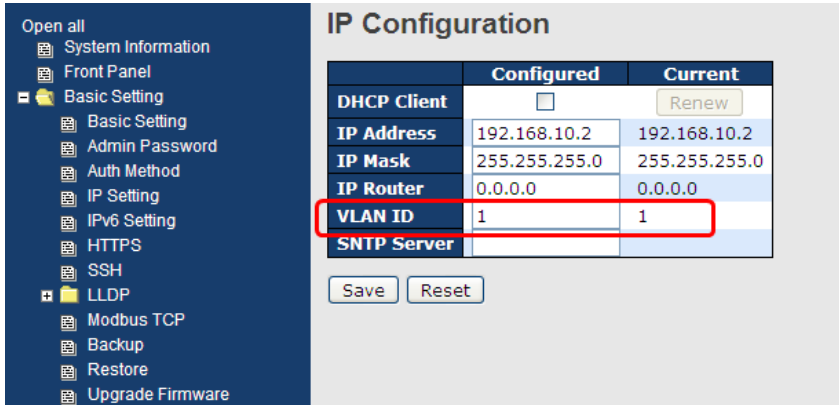 Open all
System Information
Front Panel
Basic Setting
Basic Setting
Admin Password
Auth Method
IP Setting
IPv6 Setting
HTTPS
SSH
LLDP
Modbus TCP
Backup
Restore
Upgrade Firmware
IP Configuration
Configured Current
DHCP Client Renew
IP Address 192.168.10.2 192.168.10.2
IP Mask 255.255.255.0 255.255.255.0
IP Router 0.0.0.0 0.0.0.0
VLAN ID 1 1
SNTP Server
Save Reset